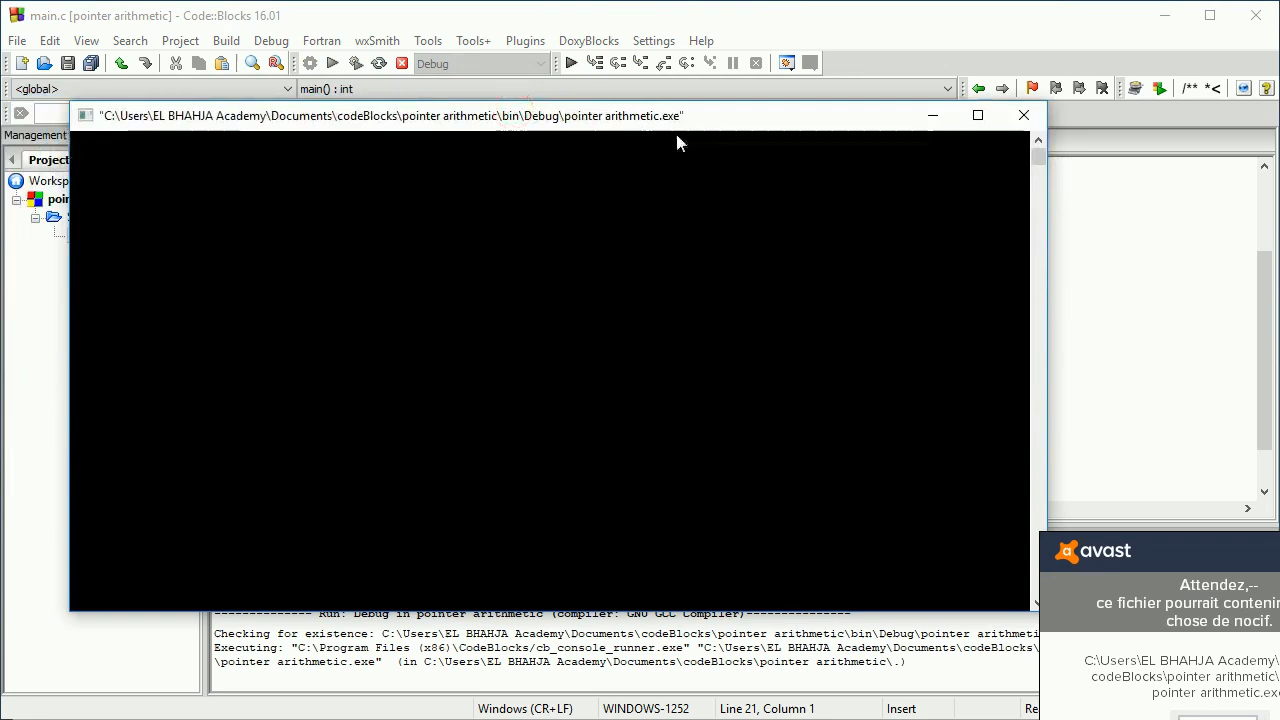 main.c [pointer arithmetic] - Code::Blocks 16.01
File Edit View Search Project Build Debug Fortran wxSmith Tools Tools+ Plugins DoxyBlocks Settings Help
Debug
<global> main() : int /** *<
"C:\Users\EL BHAHJA Academy\Documents\codeBlocks\pointer arithmetic\bin\Debug\pointer arithmetic.exe"
Management
Project
Worksp
poin
avast
Attendez,--
ce fichier pourrait contenir
chose de nocif.
C:\Users\EL BHAHJA Academy\
codeBlocks\pointer arithmetic\
pointer arithmetic.exe
-------------- Run: Debug in pointer arithmetic (compiler: GNU GCC Compiler)---------------
Checking for existence: C:\Users\EL BHAHJA Academy\Documents\codeBlocks\pointer arithmetic\bin\Debug\pointer arithmeti
Executing: "C:\Program Files (x86)\CodeBlocks/cb_console_runner.exe" "C:\Users\EL BHAHJA Academy\Documents\codeBlocks\
\pointer arithmetic.exe" (in C:\Users\EL BHAHJA Academy\Documents\codeBlocks\pointer arithmetic\.)
Windows (CR+LF) WINDOWS-1252 Line 21, Column 1 Insert Re